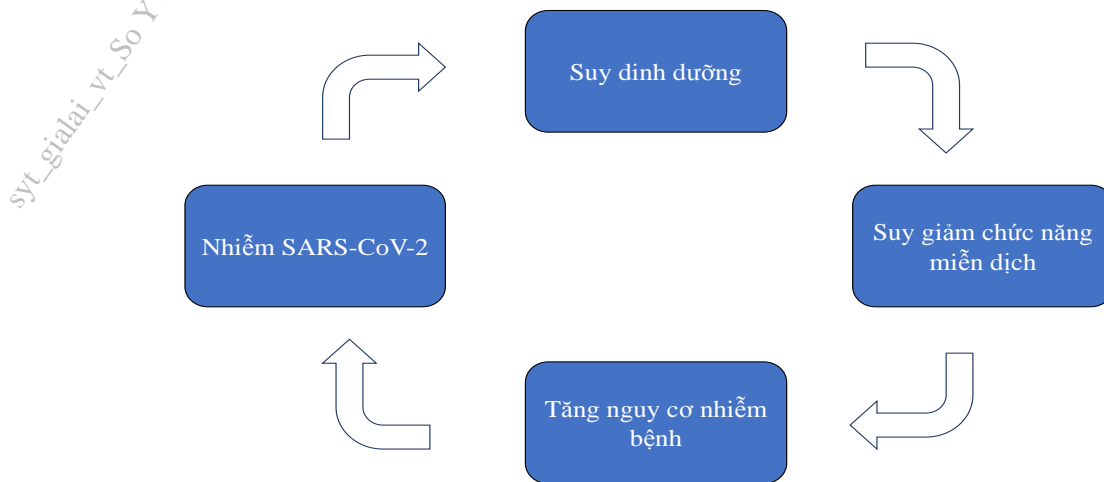 syt_gialai_vt_So Y
Suy dinh dưỡng
Nhiễm SARS-CoV-2
Suy giảm chức năng
miễn dịch
Tăng nguy cơ nhiễm
bệnh